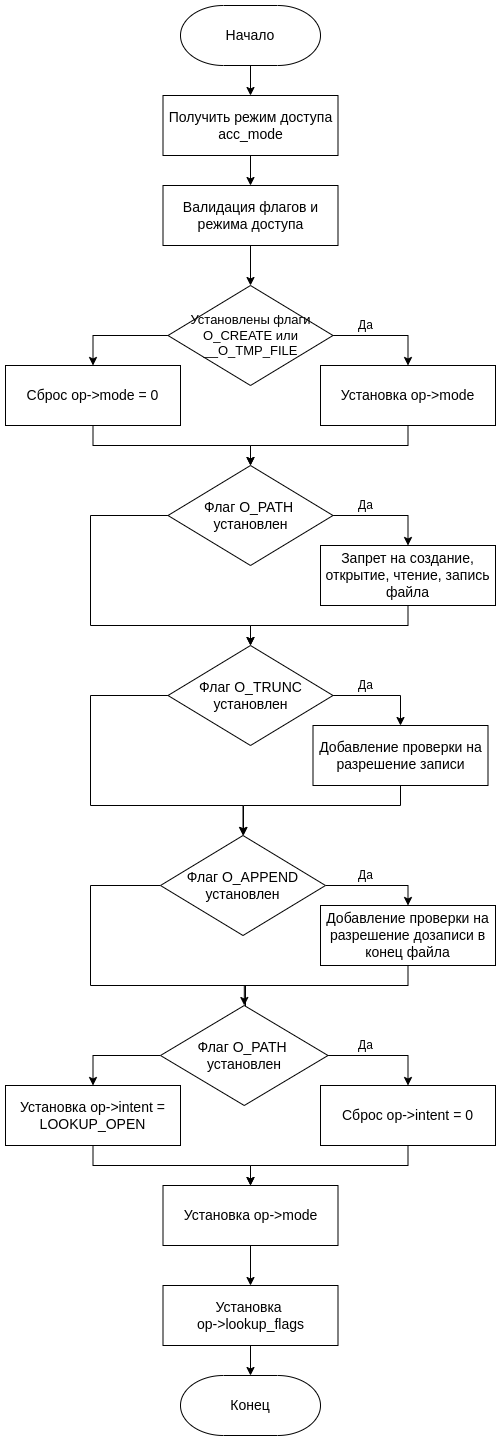 Начало
Получить режим доступа
acc_mode
Валидация флагов и
режима доступа
Установлены флаги
O_CREATE или
__O_TMP_FILE
Да
Сброс op->mode = 0
Установка op->mode
Флаг O_PATH
установлен
Да
Запрет на создание,
открытие, чтение, запись
файла
Флаг O_TRUNC
установлен
Да
Добавление проверки на
разрешение записи
Флаг O_APPEND
установлен
Да
Добавление проверки на
разрешение дозаписи в
конец файла
Флаг O_PATH
установлен
Да
Установка op->intent =
LOOKUP_OPEN
Сброс op->intent = 0
Установка op->mode
Установка
op->lookup_flags
Конец